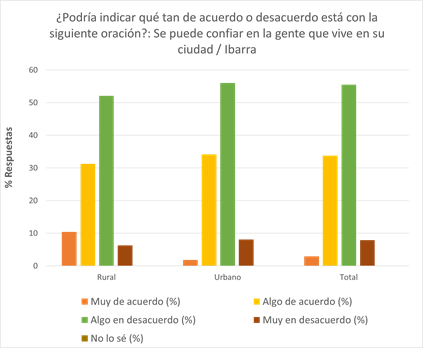 ¿Podría indicar qué tan de acuerdo o desacuerdo está con la
siguiente oración?: Se puede confiar en la gente que vive en su
ciudad / Ibarra
60
50
40
30
20
10
0
% Respuestas
Rural Urbano Total
Muy de acuerdo (%) Algo de acuerdo (%)
Algo en desacuerdo (%) Muy en desacuerdo (%)
No lo sé (%)